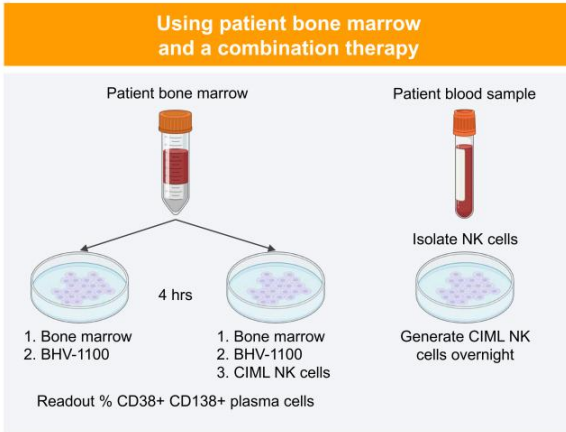 Using patient bone marrow
and a combination therapy
Patient bone marrow
Patient blood sample
Isolate NK cells
4 hrs
1. Bone marrow
2. BHV-1100
1. Bone marrow
2. BHV-1100
3. CIML NK cells
Generate CIML NK
cells overnight
Readout % CD38+ CD138+ plasma cells